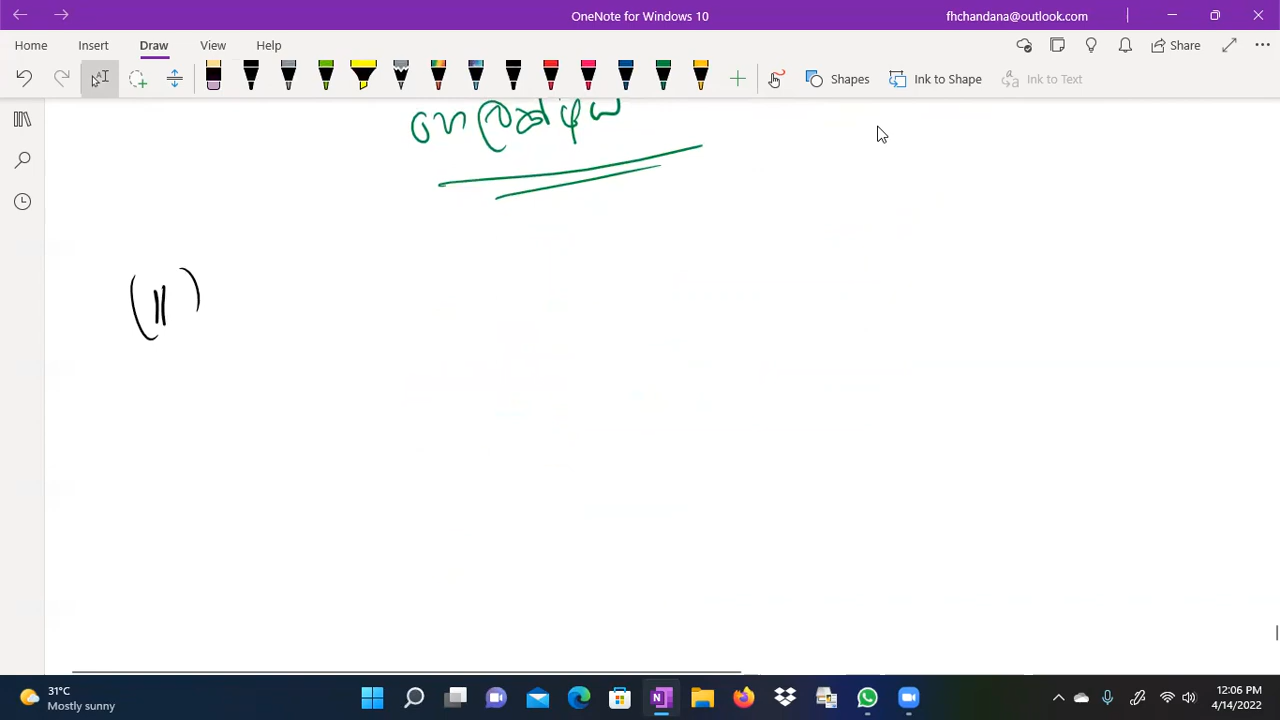 OneNote for Windows 10
fhchandana@outlook.com
Home Insert Draw View Help
Share
Shapes
Ink to Shape
Ink to Text
(II)
31°C
Mostly sunny
12:06 PM
4/14/2022